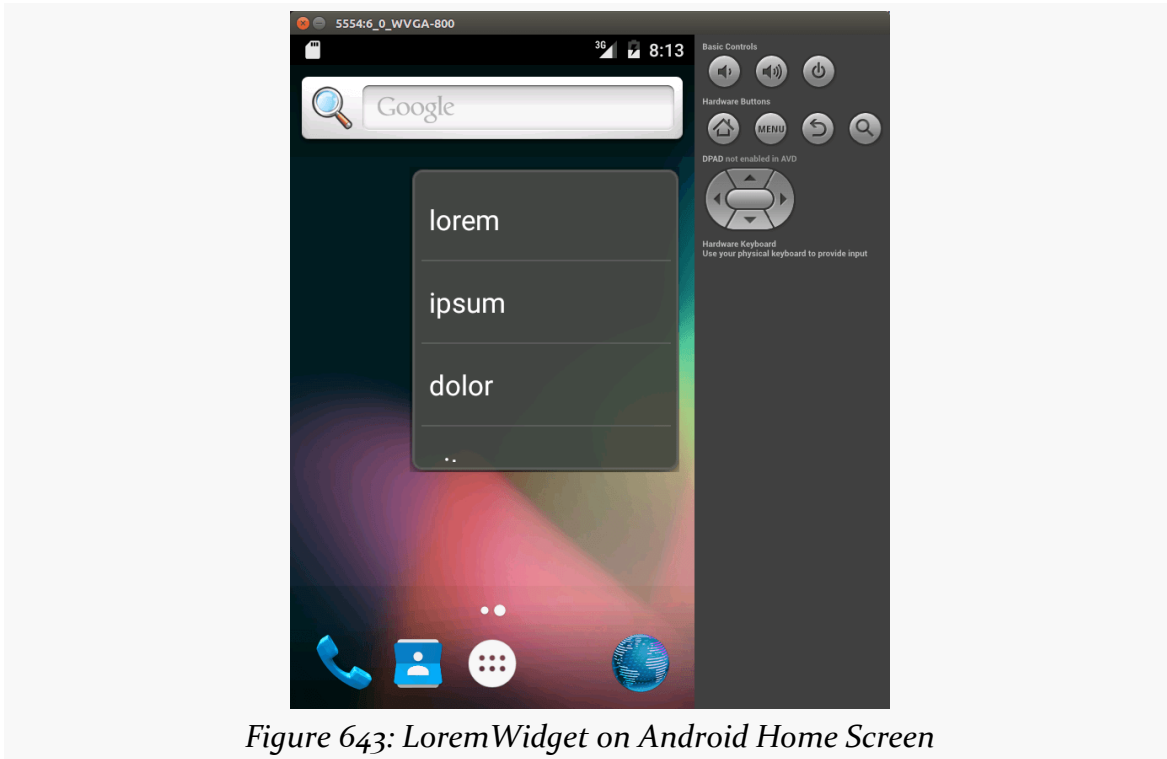 5554:6_0_WVGA-800
3G 8:13
Google
lorem
ipsum
dolor
Basic Controls
Hardware Buttons
MENU
DPAD not enabled in AVD
Hardware Keyboard
Use your physical keyboard to provide input
Figure 643: LoremWidget on Android Home Screen